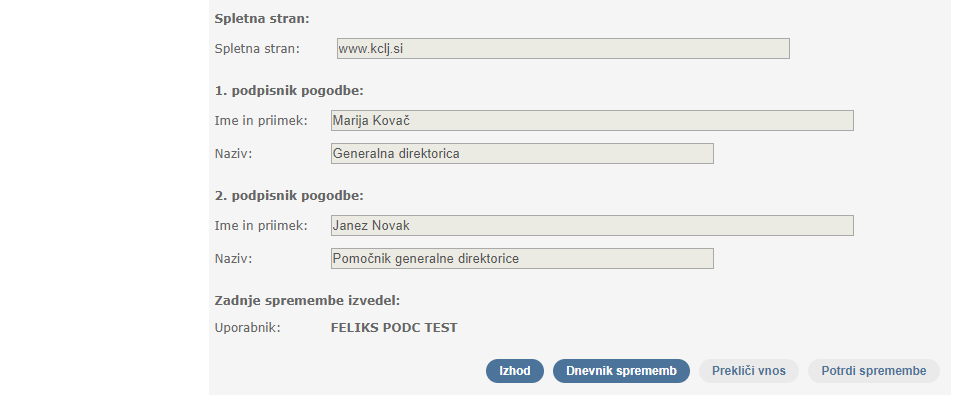 Spletna stran:
Spletna stran: www.kclj.si
1. podpisnik pogodbe:
Ime in priimek: Marija Kovač
Naziv: Generalna direktorica
2. podpisnik pogodbe:
Ime in priimek: Janez Novak
Naziv: Pomočnik generalne direktorice
Zadnje spremembe izvedel:
Uporabnik: FELIKS PODC TEST
Izhod Dnevnik sprememb Prekliči vnos Potrdi spremembe